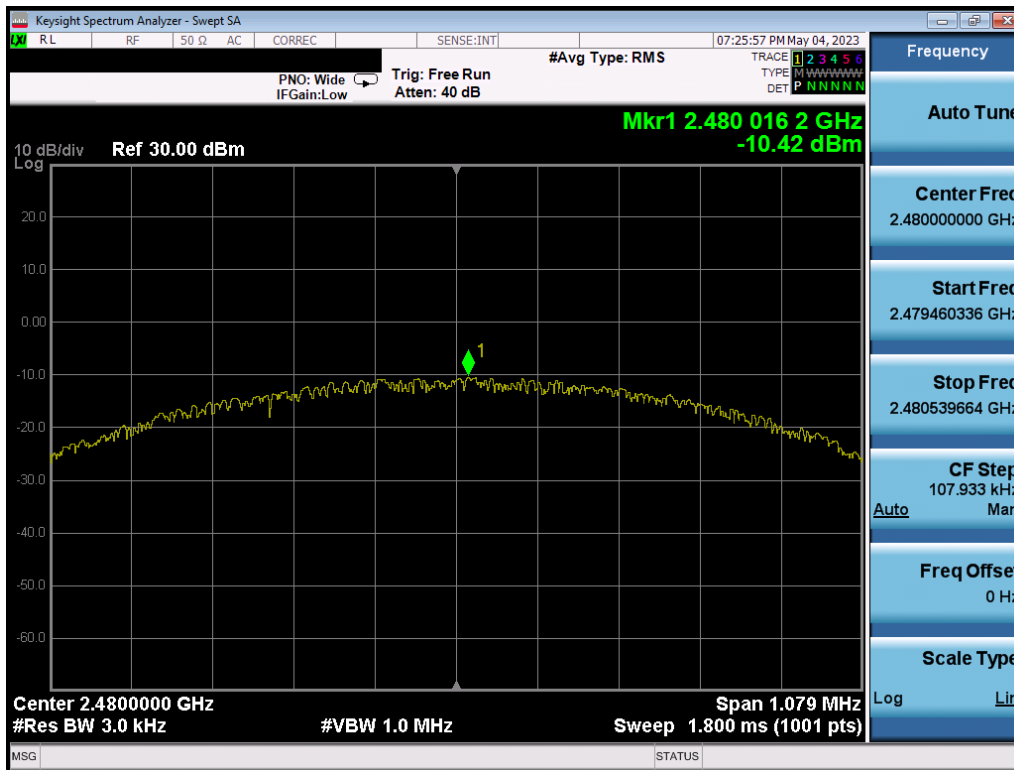 Keysight Spectrum Analyzer - Swept SA
LXI RL RF 50 Ω AC CORREC SENSE:INT 07:25:57 PM May 04, 2023
PNO: Wide
IFGain:Low
Trig: Free Run
Atten: 40 dB
#Avg Type: RMS
TRACE 1 2 3 4 5 6
TYPE M WWWWW
DET P N N N N N
Mkr1 2.480 016 2 GHz
-10.42 dBm
10 dB/div Ref 30.00 dBm
Log
20.0
10.0
0.00
-10.0
-20.0
-30.0
-40.0
-50.0
-60.0
1
Center 2.4800000 GHz Span 1.079 MHz
#Res BW 3.0 kHz #VBW 1.0 MHz Sweep 1.800 ms (1001 pts)
MSG STATUS
Frequency
Auto Tune
Center Freq
2.480000000 GHz
Start Freq
2.479460336 GHz
Stop Freq
2.480539664 GHz
CF Step
107.933 kHz
Auto Man
Freq Offset
0 Hz
Scale Type
Log Lin